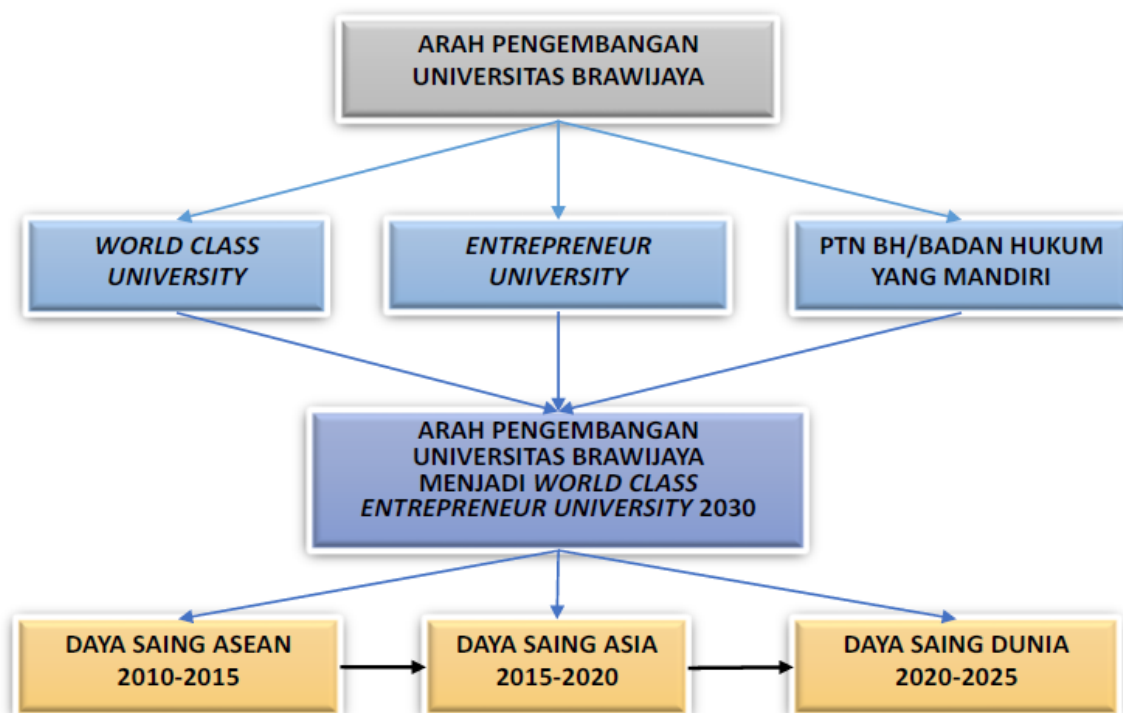 ARAH PENGEMBANGAN
UNIVERSITAS BRAWIJAYA
WORLD CLASS
UNIVERSITY
ENTREPRENEUR
UNIVERSITY
PTN BH/BADAN HUKUM
YANG MANDIRI
ARAH PENGEMBANGAN
UNIVERSITAS BRAWIJAYA
MENJADI WORLD CLASS
ENTREPRENEUR UNIVERSITY 2030
DAYA SAING ASEAN
2010-2015
DAYA SAING ASIA
2015-2020
DAYA SAING DUNIA
2020-2025